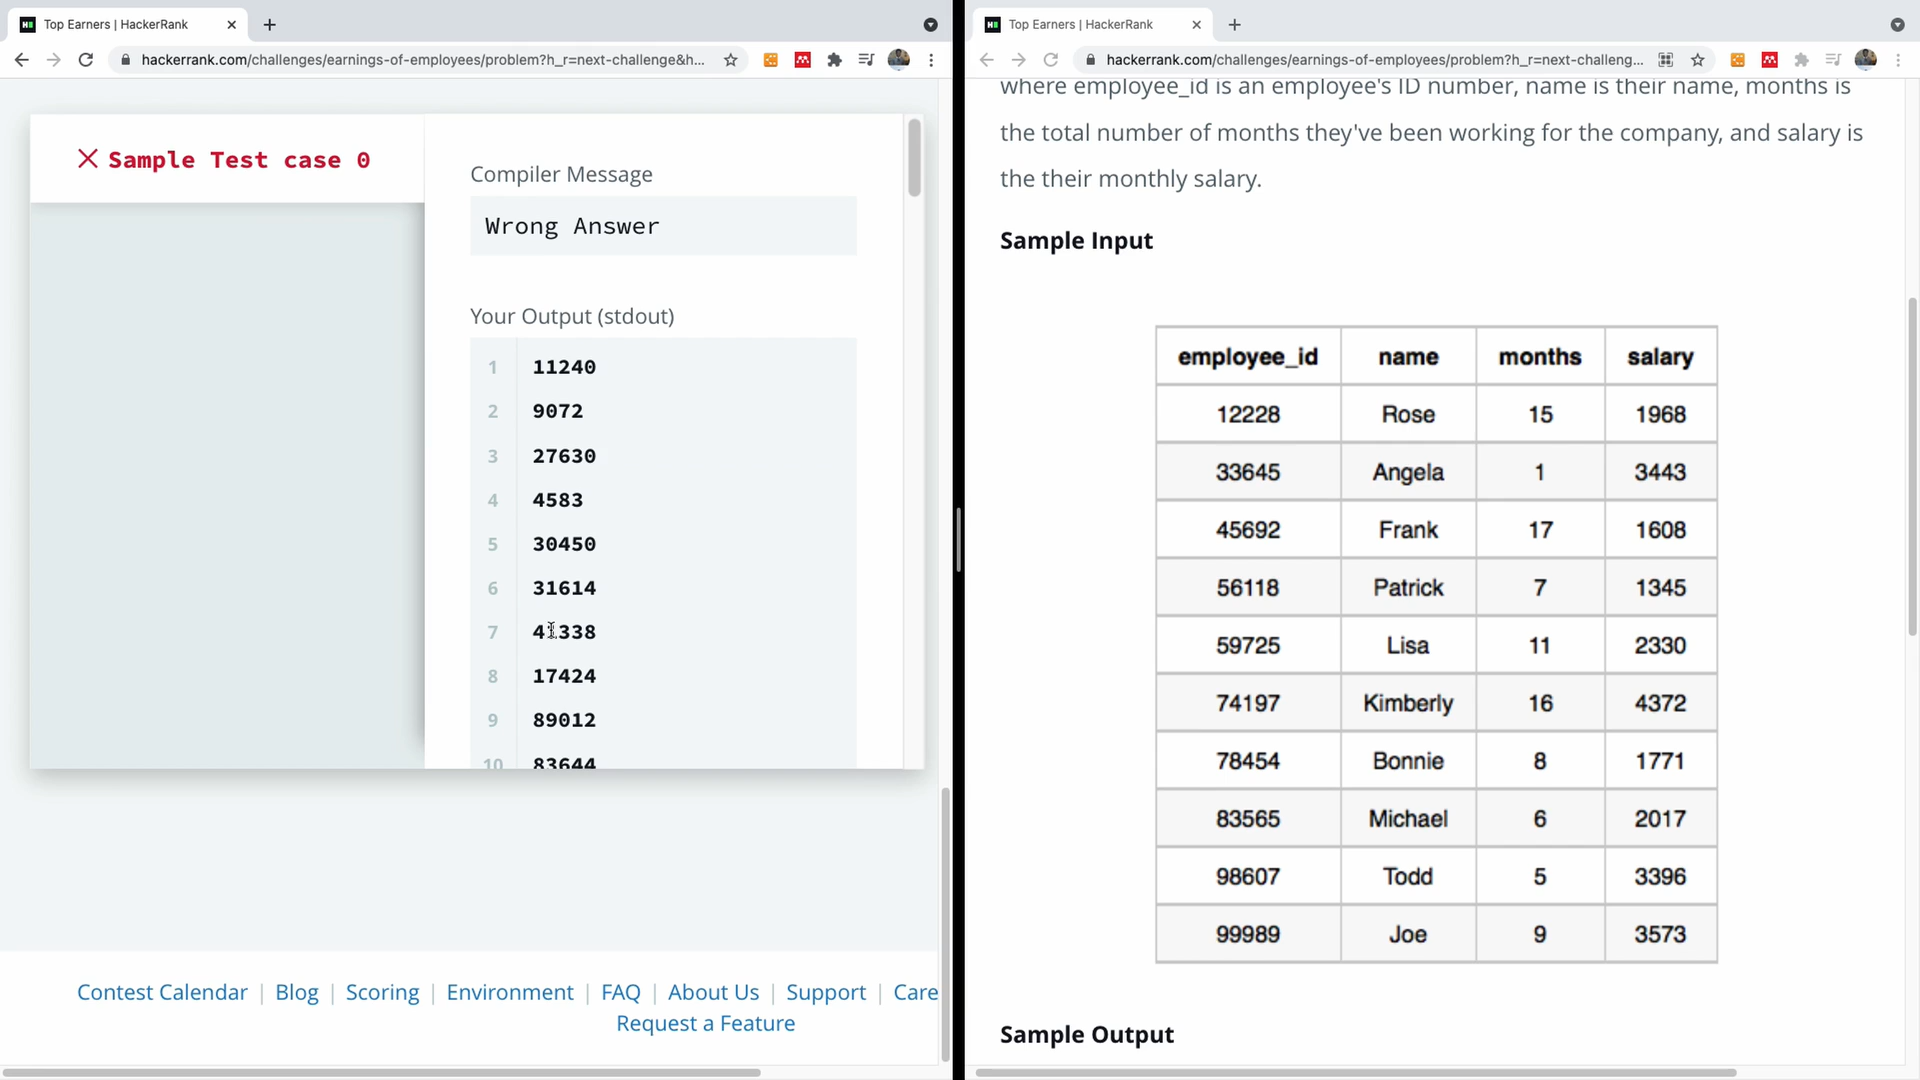 Top Earners | HackerRank
hackerrank.com/challenges/earnings-of-employees/problem?h_r=next-challenge&h...
Sample Test case 0
Compiler Message
Wrong Answer
Your Output (stdout)
1 11240
2 9072
3 27630
4 4583
5 30450
6 31614
7 41338
8 17424
9 89012
10 83644
Contest Calendar | Blog | Scoring | Environment | FAQ | About Us | Support | Care
Request a Feature
Top Earners | HackerRank
hackerrank.com/challenges/earnings-of-employees/problem?h_r=next-challeng...
where employee_id is an employee's ID number, name is their name, months is
the total number of months they've been working for the company, and salary is
the their monthly salary.
Sample Input
employee_id name months salary
12228 Rose 15 1968
33645 Angela 1 3443
45692 Frank 17 1608
56118 Patrick 7 1345
59725 Lisa 11 2330
74197 Kimberly 16 4372
78454 Bonnie 8 1771
83565 Michael 6 2017
98607 Todd 5 3396
99989 Joe 9 3573
Sample Output